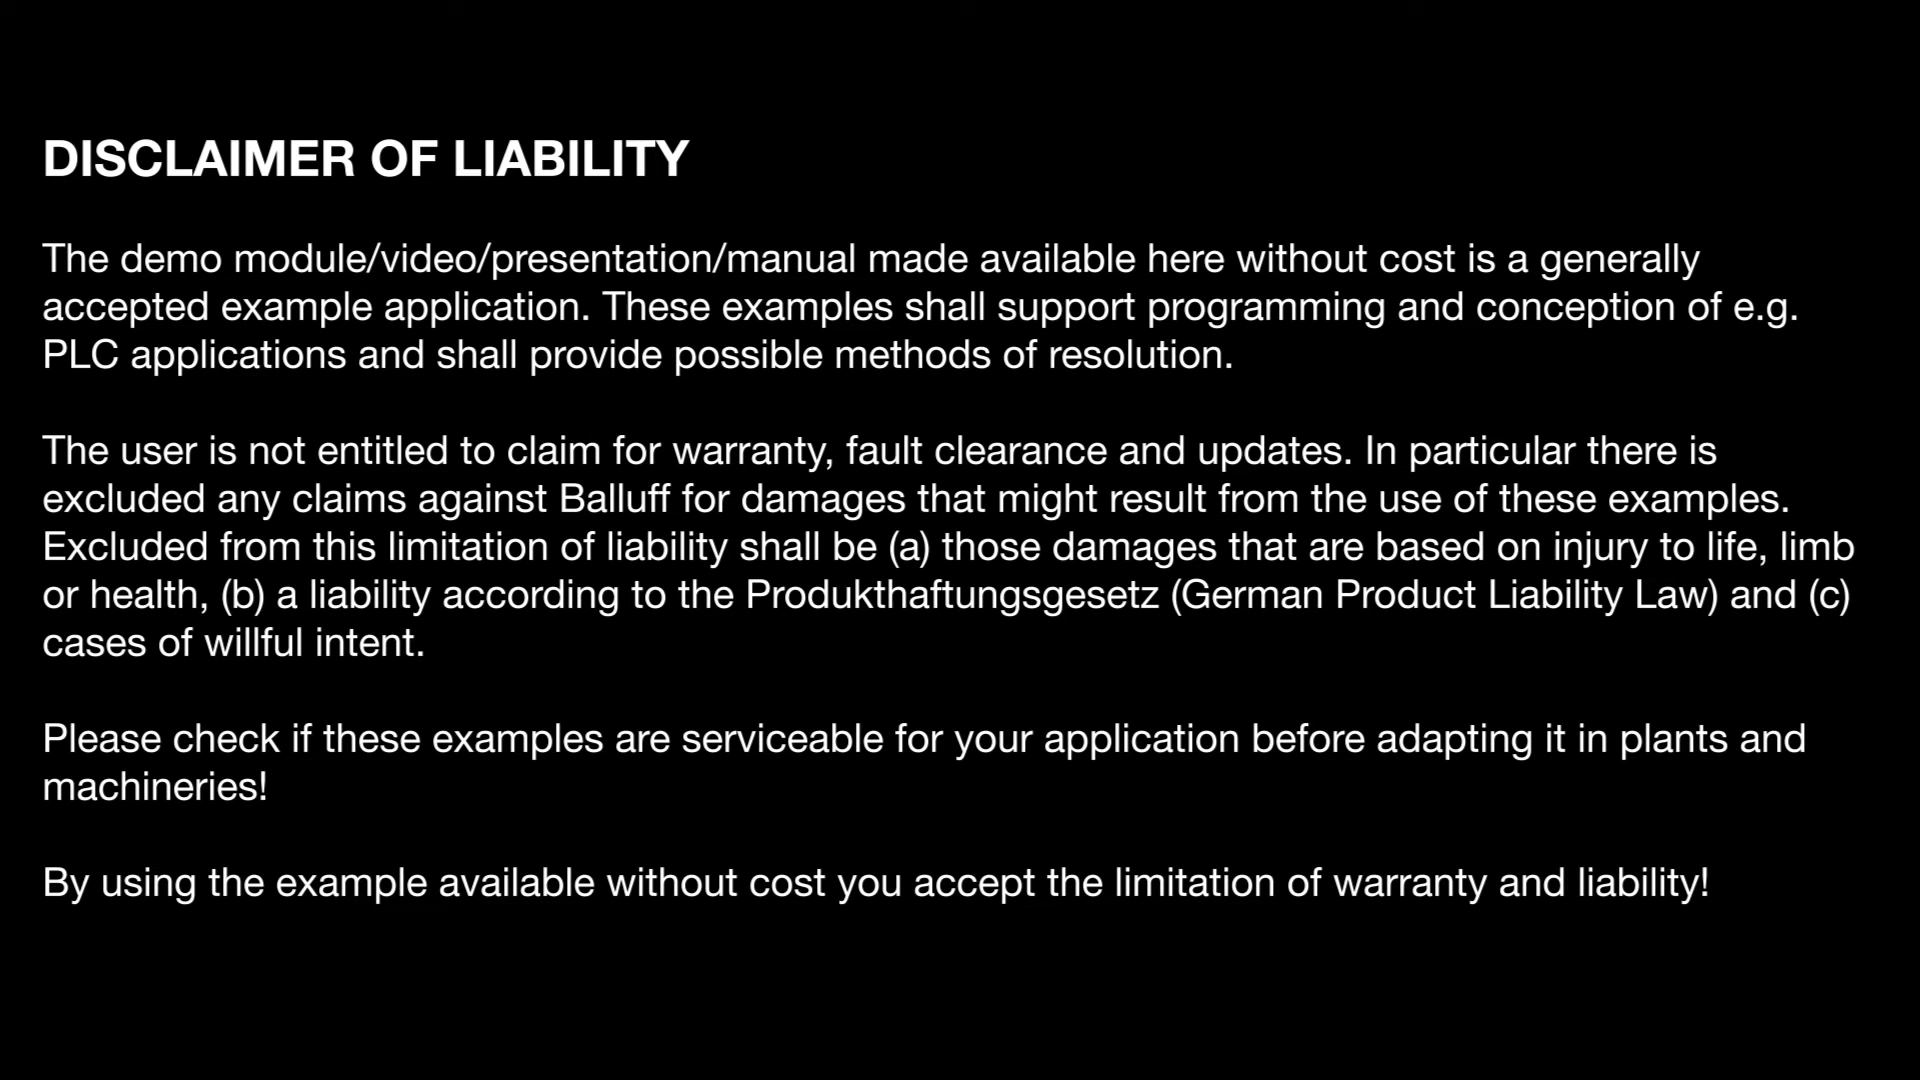 DISCLAIMER OF LIABILITY
The demo module/video/presentation/manual made available here without cost is a generally
accepted example application. These examples shall support programming and conception of e.g.
PLC applications and shall provide possible methods of resolution.
The user is not entitled to claim for warranty, fault clearance and updates. In particular there is
excluded any claims against Balluff for damages that might result from the use of these examples.
Excluded from this limitation of liability shall be (a) those damages that are based on injury to life, limb
or health, (b) a liability according to the Produkthaftungsgesetz (German Product Liability Law) and (c)
cases of willful intent.
Please check if these examples are serviceable for your application before adapting it in plants and
machineries!
By using the example available without cost you accept the limitation of warranty and liability!